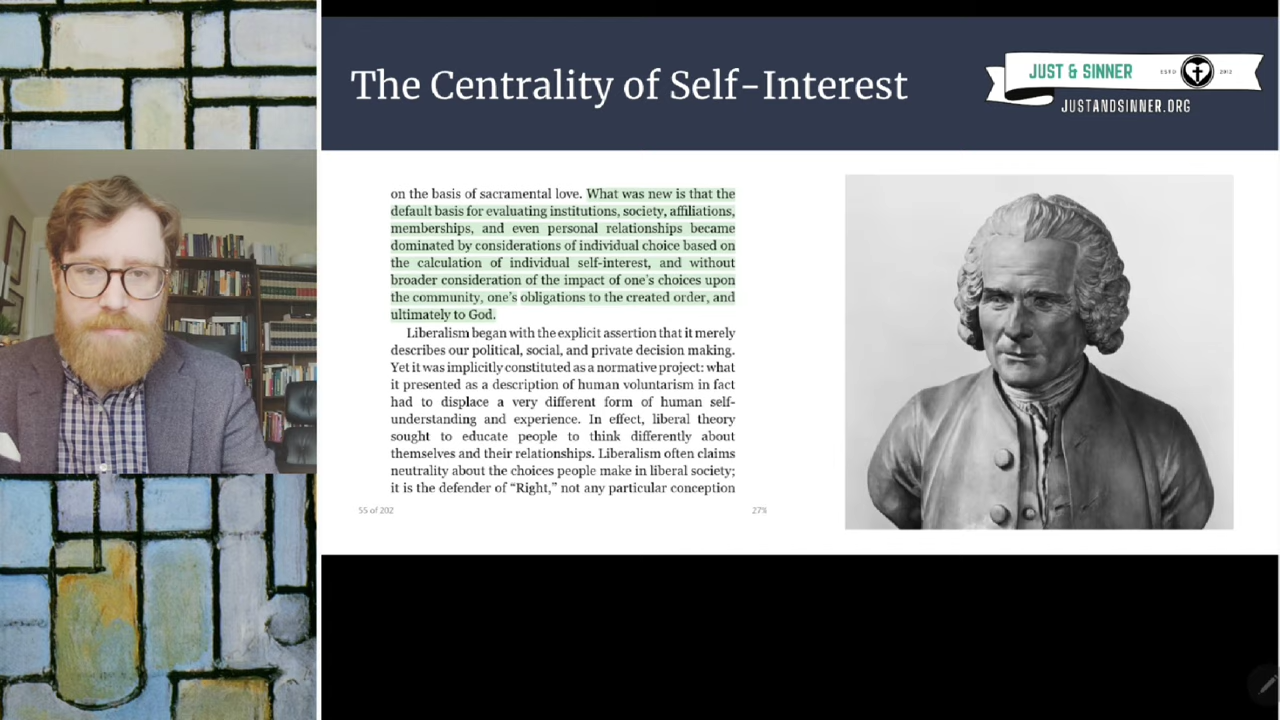 The Centrality of Self-Interest
JUST & SINNER
ESTD
2012
JUSTANDSINNER.ORG
on the basis of sacramental love. What was new is that the
default basis for evaluating institutions, society, affiliations,
memberships, and even personal relationships became
dominated by considerations of individual choice based on
the calculation of individual self-interest, and without
broader consideration of the impact of one's choices upon
the community, one's obligations to the created order, and
ultimately to God.
Liberalism began with the explicit assertion that it merely
describes our political, social, and private decision making.
Yet it was implicitly constituted as a normative project: what
it presented as a description of human voluntarism in fact
had to displace a very different form of human self-
understanding and experience. In effect, liberal theory
sought to educate people to think differently about
themselves and their relationships. Liberalism often claims
neutrality about the choices people make in liberal society;
it is the defender of “Right,” not any particular conception
55 of 202
27%